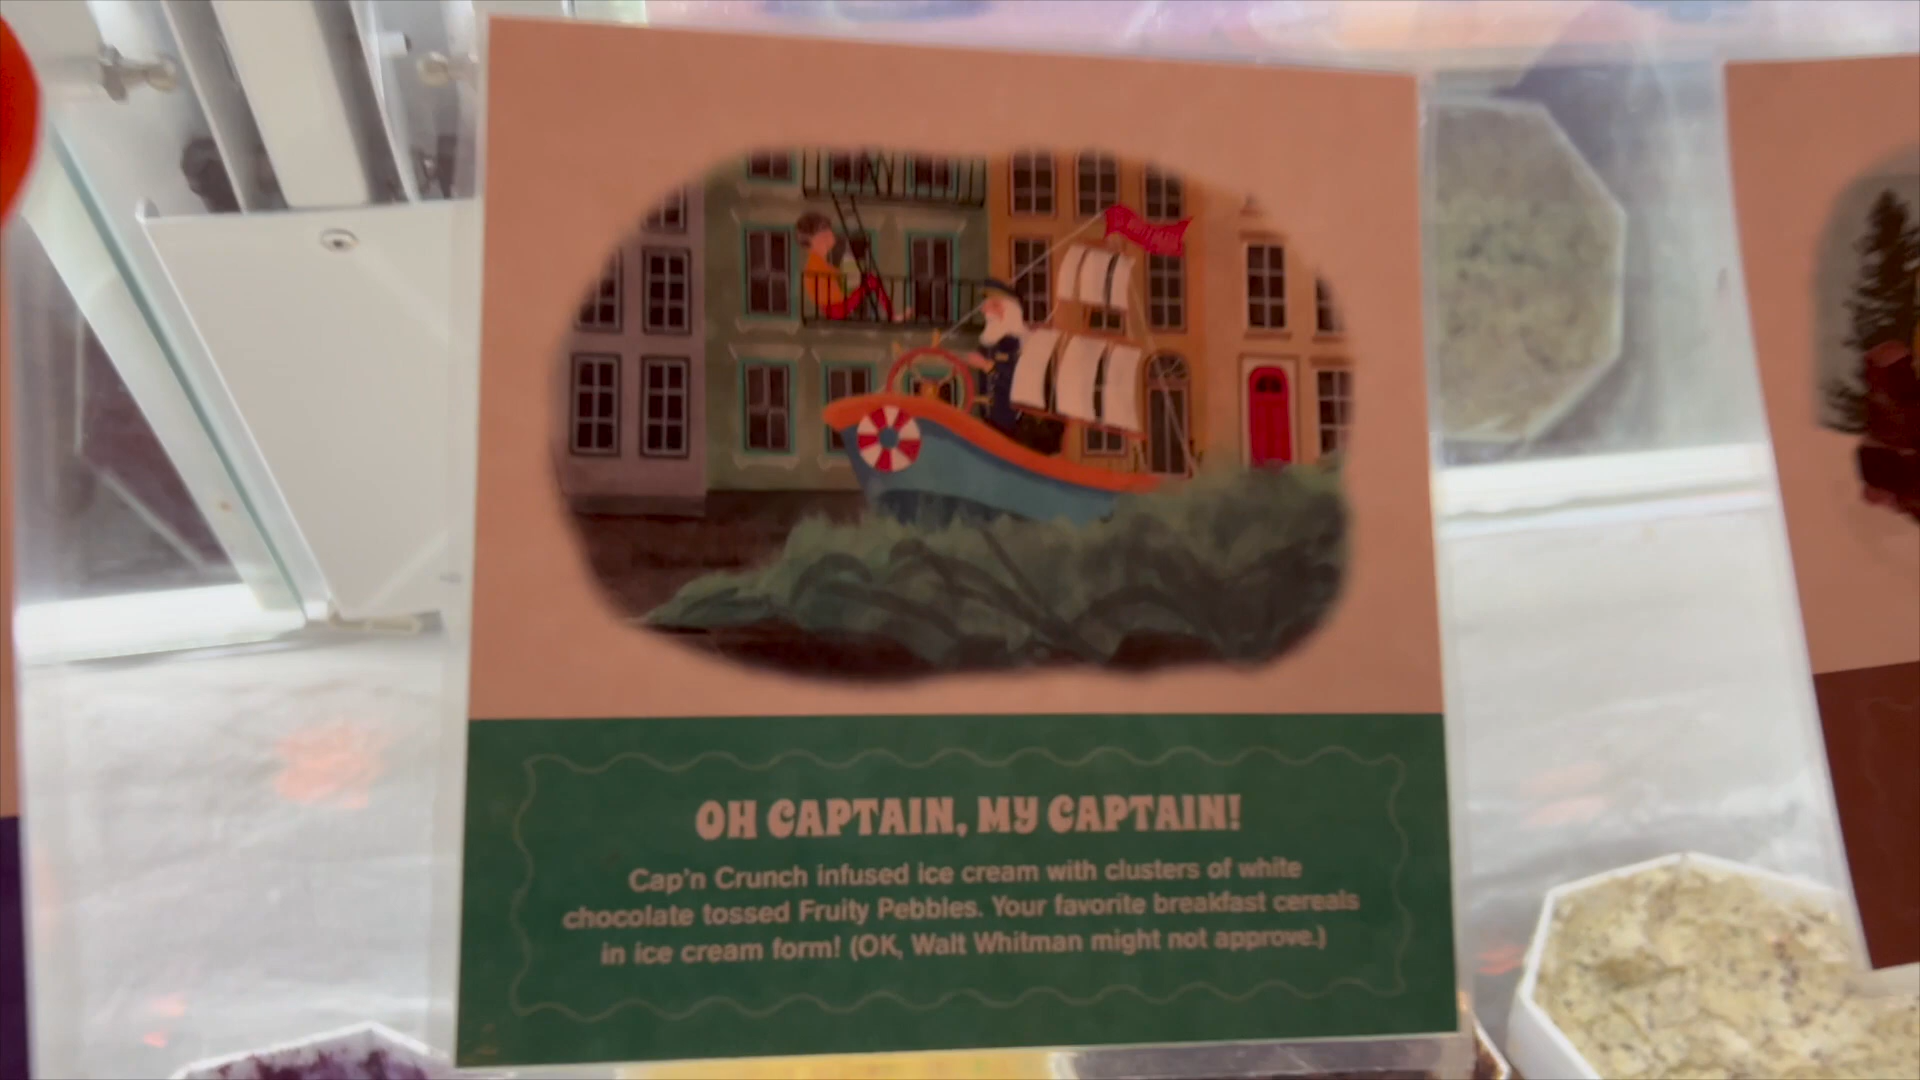 OH CAPTAIN, MY CAPTAIN!
Cap'n Crunch infused ice cream with clusters of white
chocolate tossed Fruity Pebbles. Your favorite breakfast cereals
in ice cream form! (OK, Walt Whitman might not approve.)